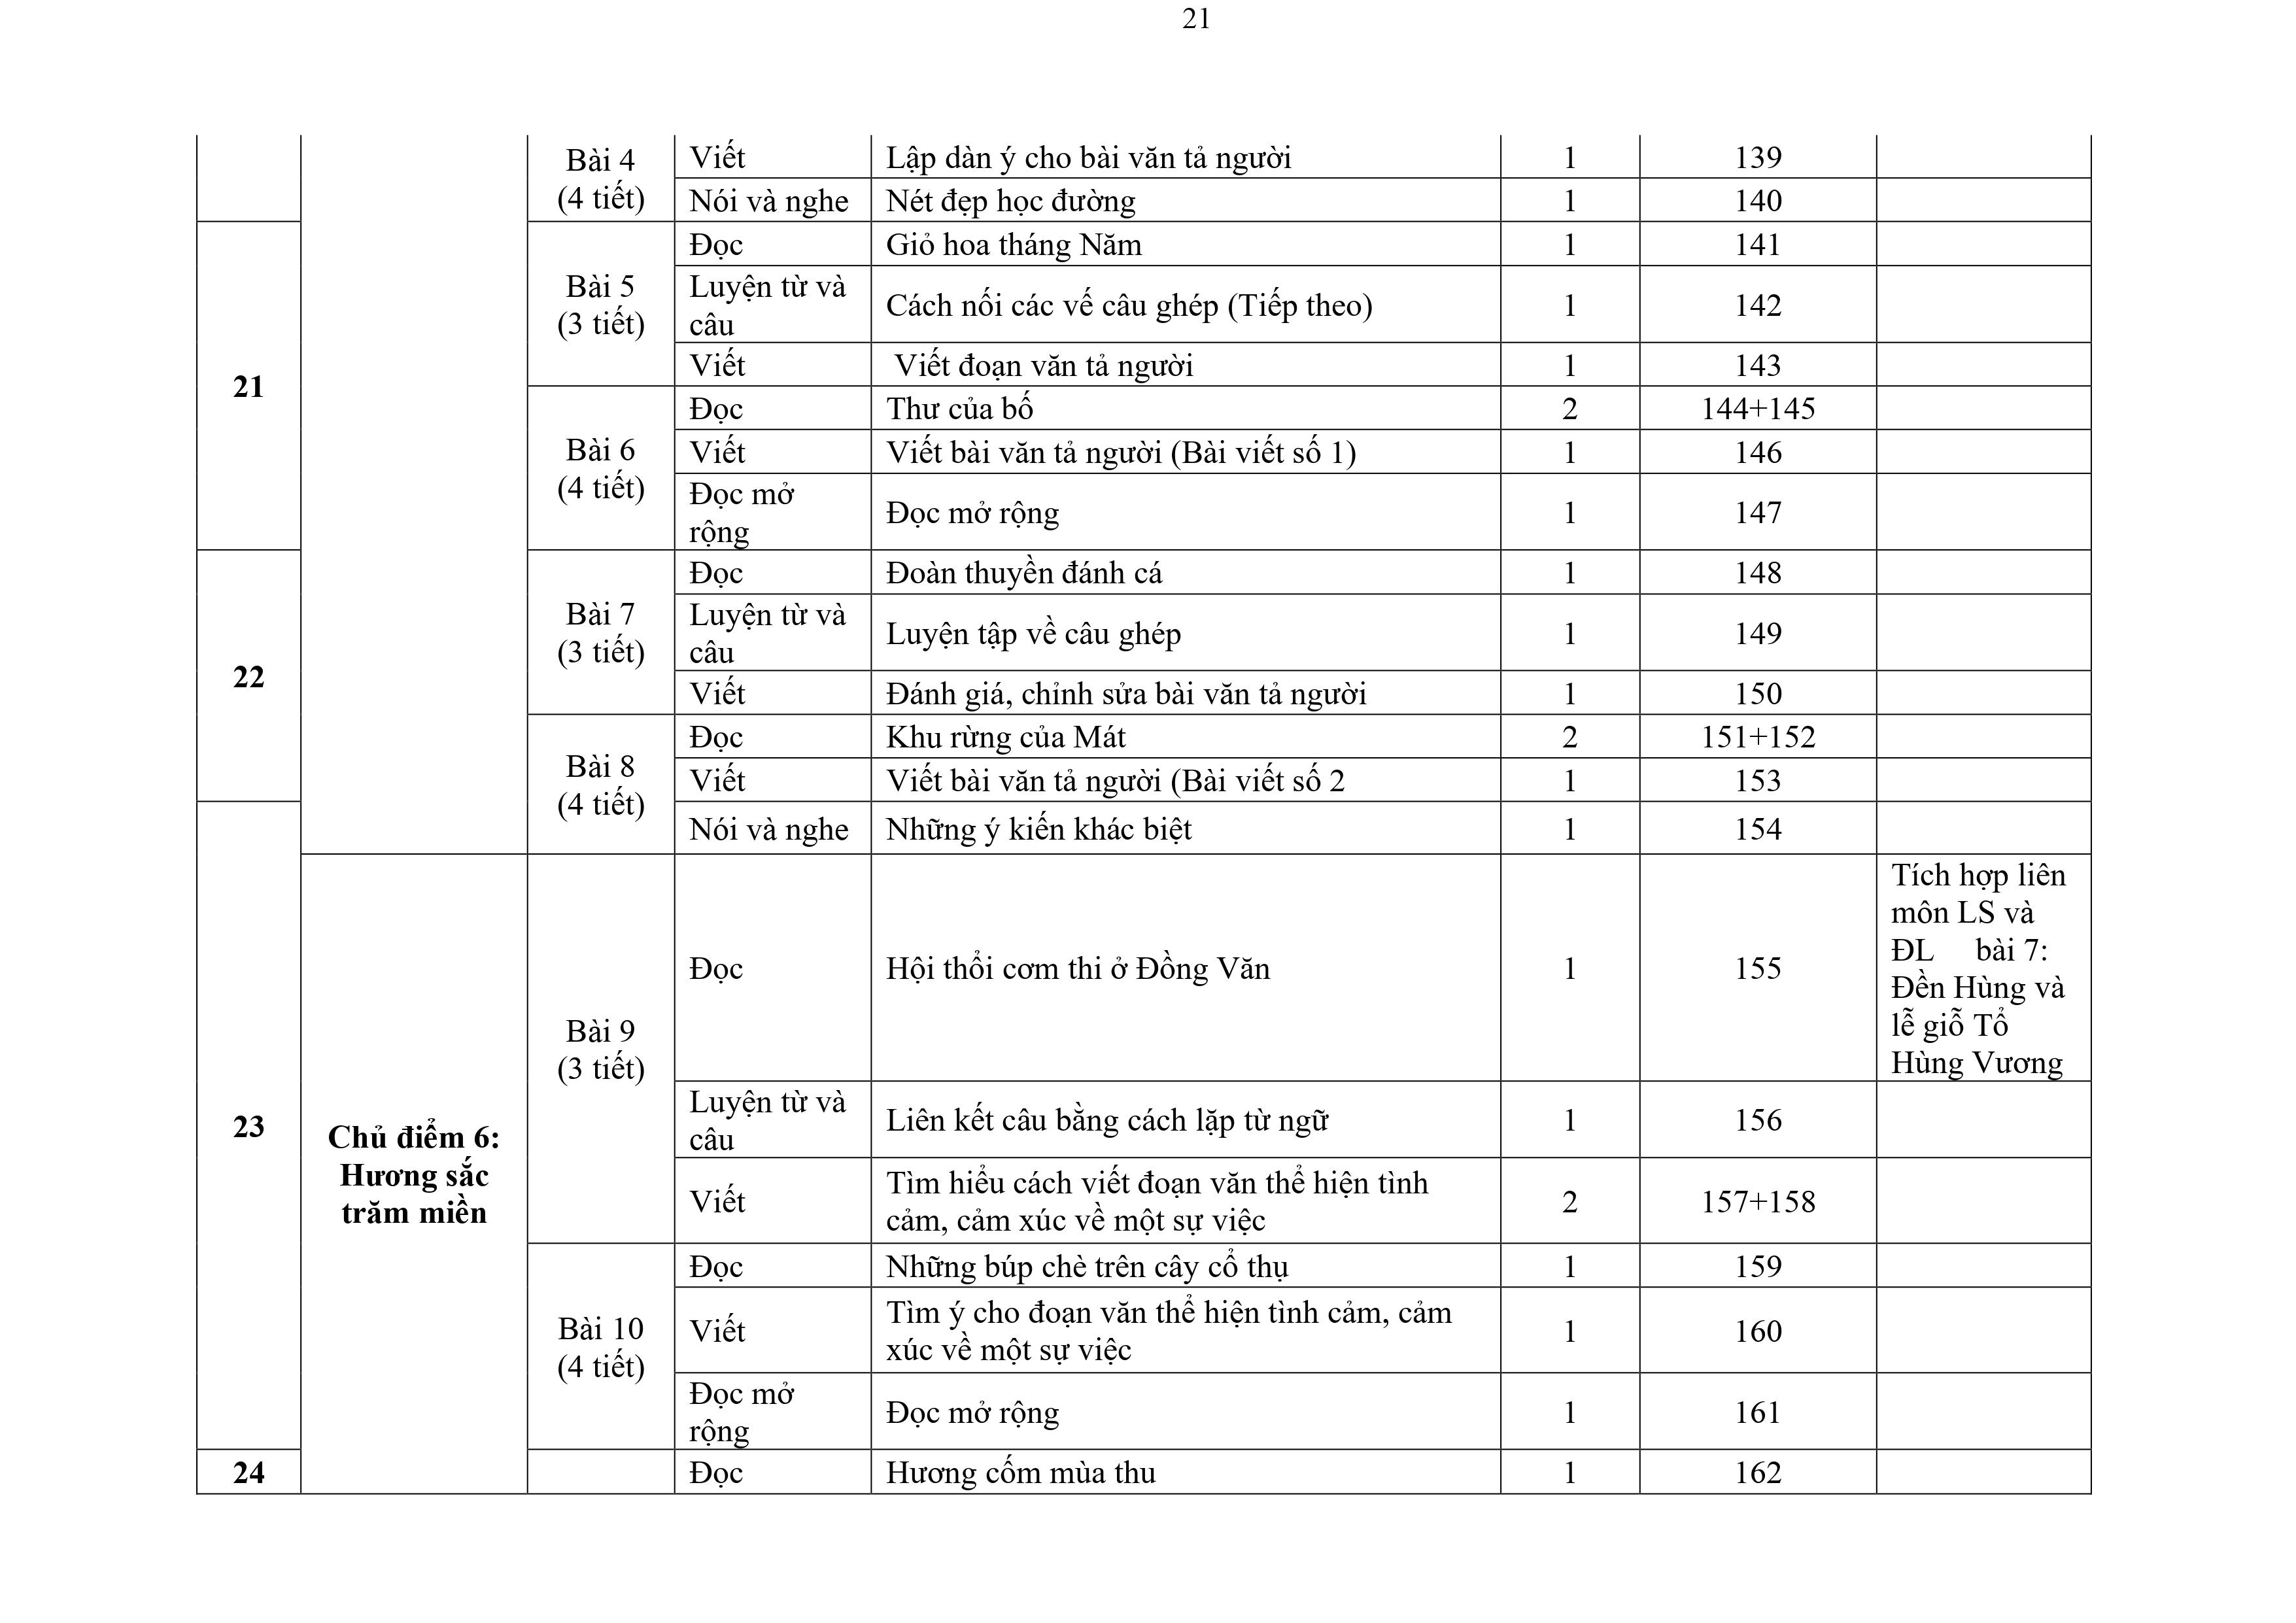 21
Bài 4
(4 tiết)
Viết
Lập dàn ý cho bài văn tả người
1
139
Nói và nghe
Nét đẹp học đường
1
140
21
Bài 5
(3 tiết)
Đọc
Giỏ hoa tháng Năm
1
141
Luyện từ và
câu
Cách nối các vế câu ghép (Tiếp theo)
1
142
Viết
Viết đoạn văn tả người
1
143
Bài 6
(4 tiết)
Đọc
Thư của bố
2
144+145
Viết
Viết bài văn tả người (Bài viết số 1)
1
146
Đọc mở
rộng
Đọc mở rộng
1
147
22
Bài 7
(3 tiết)
Đọc
Đoàn thuyền đánh cá
1
148
Luyện từ và
câu
Luyện tập về câu ghép
1
149
Viết
Đánh giá, chỉnh sửa bài văn tả người
1
150
Bài 8
(4 tiết)
Đọc
Khu rừng của Mát
2
151+152
Viết
Viết bài văn tả người (Bài viết số 2
1
153
Nói và nghe
Những ý kiến khác biệt
1
154
23
Chủ điểm 6:
Hương sắc
trăm miền
Bài 9
(3 tiết)
Đọc
Hội thổi cơm thi ở Đồng Văn
1
155
Tích hợp liên
môn LS và
ĐL bài 7:
Đền Hùng và
lễ giỗ Tổ
Hùng Vương
Luyện từ và
câu
Liên kết câu bằng cách lặp từ ngữ
1
156
Viết
Tìm hiểu cách viết đoạn văn thể hiện tình
cảm, cảm xúc về một sự việc
2
157+158
Bài 10
(4 tiết)
Đọc
Những búp chè trên cây cổ thụ
1
159
Viết
Tìm ý cho đoạn văn thể hiện tình cảm, cảm
xúc về một sự việc
1
160
Đọc mở
rộng
Đọc mở rộng
1
161
24
Đọc
Hương cốm mùa thu
1
162